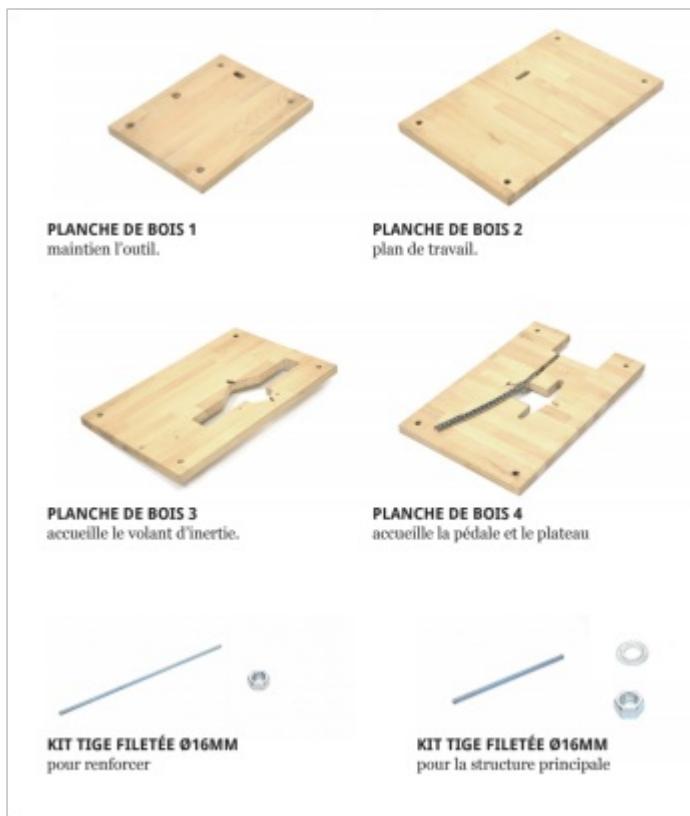 PLANCHE DE BOIS 1
maintien l'outil.
PLANCHE DE BOIS 2
plan de travail.
PLANCHE DE BOIS 3
accueille le volant d'inertie.
PLANCHE DE BOIS 4
accueille la pédale et le plateau
KIT TIGE FILETÉE Ø16MM
pour renforcer
KIT TIGE FILETÉE Ø16MM
pour la structure principale